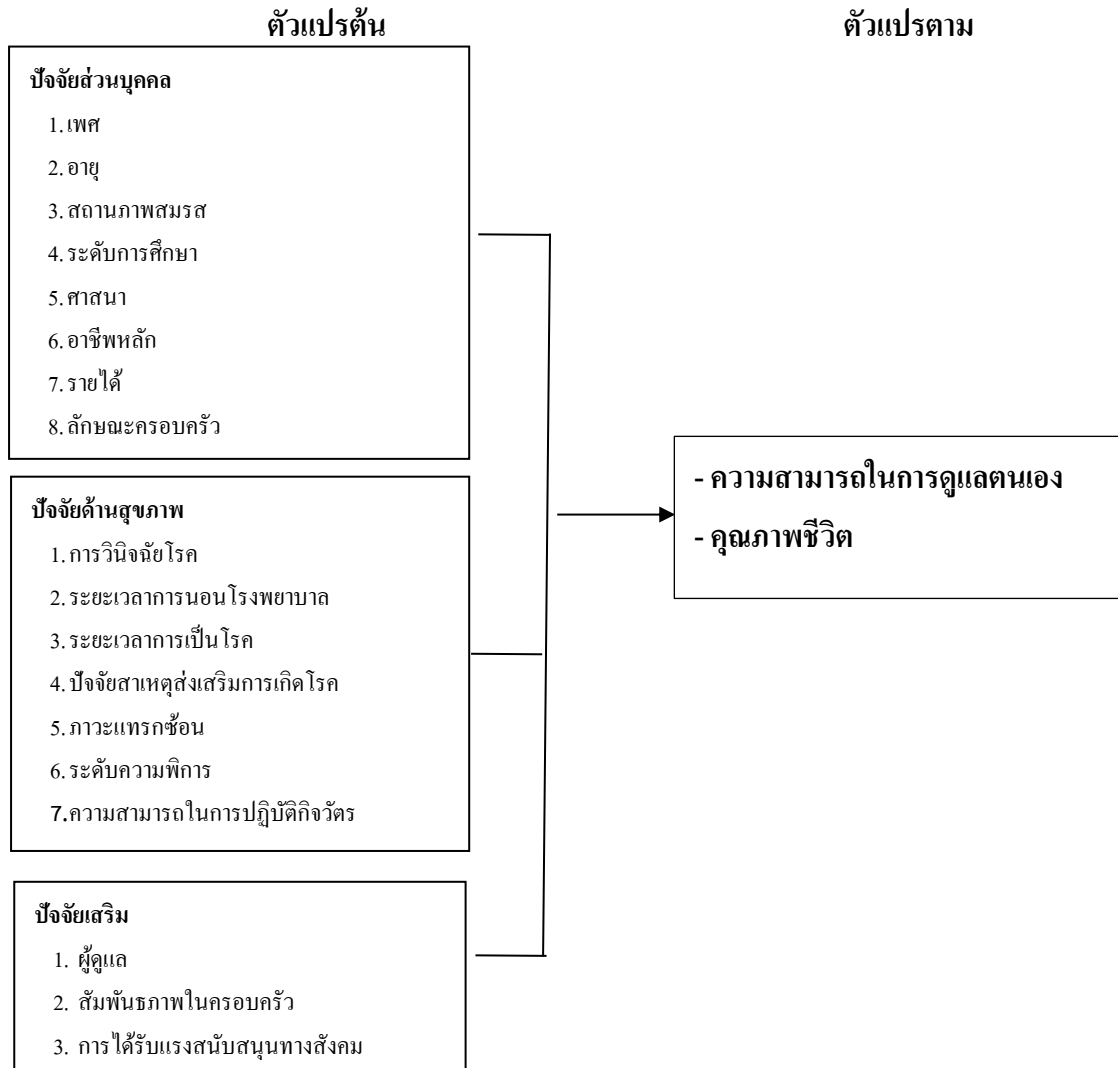 ตัวแปรต้น
ตัวแปรตาม
ปัจจัยส่วนบุคคล
1. เพศ
2. อายุ
3. สถานภาพสมรส
4. ระดับการศึกษา
5. ศาสนา
6. อาชีพหลัก
7. รายได้
8. ลักษณะครอบครัว
ปัจจัยด้านสุขภาพ
1. การวินิจฉัยโรค
2. ระยะเวลาการนอนโรงพยาบาล
3. ระยะเวลาการเป็นโรค
4. ปัจจัยสาเหตุส่งเสริมการเกิดโรค
5. ภาวะแทรกซ้อน
6. ระดับความพิการ
7. ความสามารถในการปฏิบัติกิจวัตร
ปัจจัยเสริม
1. ผู้ดูแล
2. สัมพันธภาพในครอบครัว
3. การได้รับแรงสนับสนุนทางสังคม
- ความสามารถในการดูแลตนเอง
- คุณภาพชีวิต